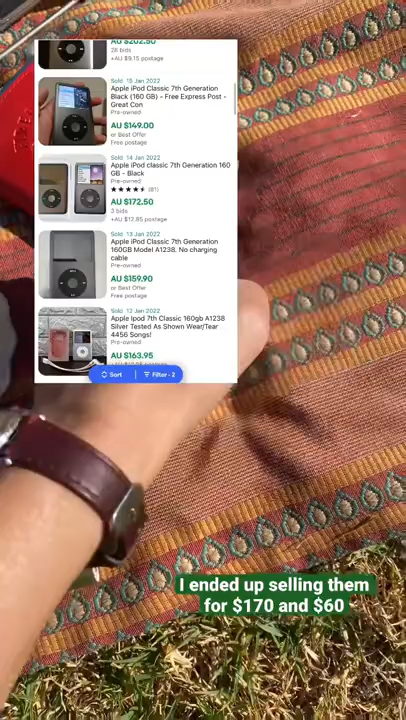 AU $202.50
28 bids
+AU $9.15 postage
Sold 15 Jan 2022
Apple iPod Classic 7th Generation
Black (160 GB) - Free Express Post -
Great Con
Pre-owned
AU $149.00
or Best Offer
Free postage
Sold 14 Jan 2022
Apple iPod classic 7th Generation 160
GB - Black
Pre-owned
(81)
AU $172.50
3 bids
+AU $12.85 postage
Sold 13 Jan 2022
Apple iPod Classic 7th Generation
160GB Model A1238. No charging
cable
Pre-owned
AU $159.90
or Best Offer
Free postage
Sold 12 Jan 2022
Apple Ipod 7th Classic 160gb A1238
Silver Tested As Shown Wear/Tear
4456 Songs!
Pre-owned
AU $163.95
Sort
Filter · 2
I ended up selling them
for $170 and $60